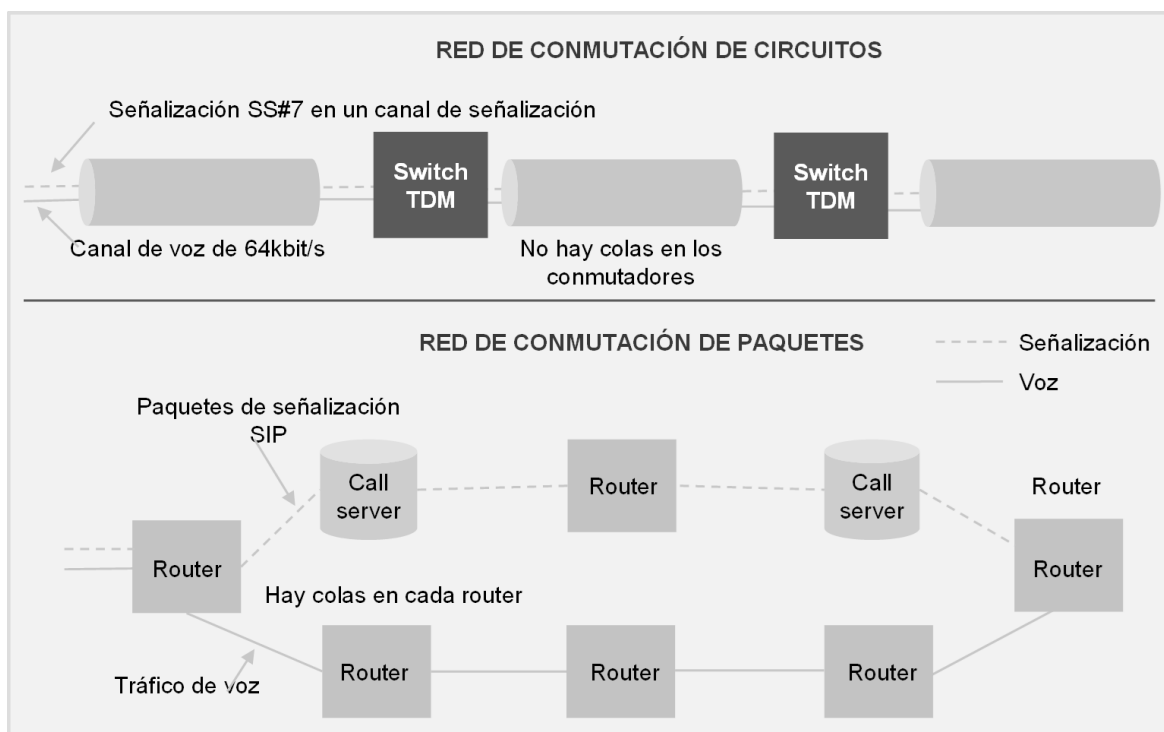 RED DE CONMUTACIÓN DE CIRCUITOS
Señalización SS#7 en un canal de señalización
Switch
TDM
Switch
TDM
Canal de voz de 64kbit/s
No hay colas en los
conmutadores
RED DE CONMUTACIÓN DE PAQUETES
Señalización
Voz
Paquetes de señalización
SIP
Call
server
Router
Call
server
Router
Router
Router
Hay colas en cada router
Router
Router
Router
Tráfico de voz